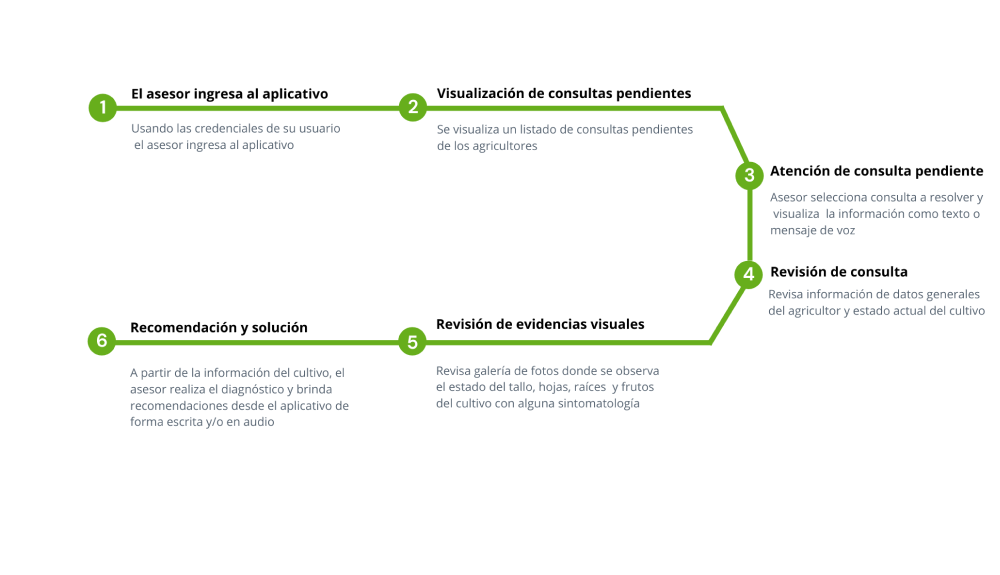 1
El asesor ingresa al aplicativo
Usando las credenciales de su usuario
el asesor ingresa al aplicativo
2
Visualización de consultas pendientes
Se visualiza un listado de consultas pendientes
de los agricultores
3
Atención de consulta pendiente
Asesor selecciona consulta a resolver y
visualiza la información como texto o
mensaje de voz
4
Revisión de consulta
Revisa información de datos generales
del agricultor y estado actual del cultivo
5
Revisión de evidencias visuales
Revisa galería de fotos donde se observa
el estado del tallo, hojas, raíces y frutos
del cultivo con alguna sintomatología
6
Recomendación y solución
A partir de la información del cultivo, el
asesor realiza el diagnóstico y brinda
recomendaciones desde el aplicativo de
forma escrita y/o en audio